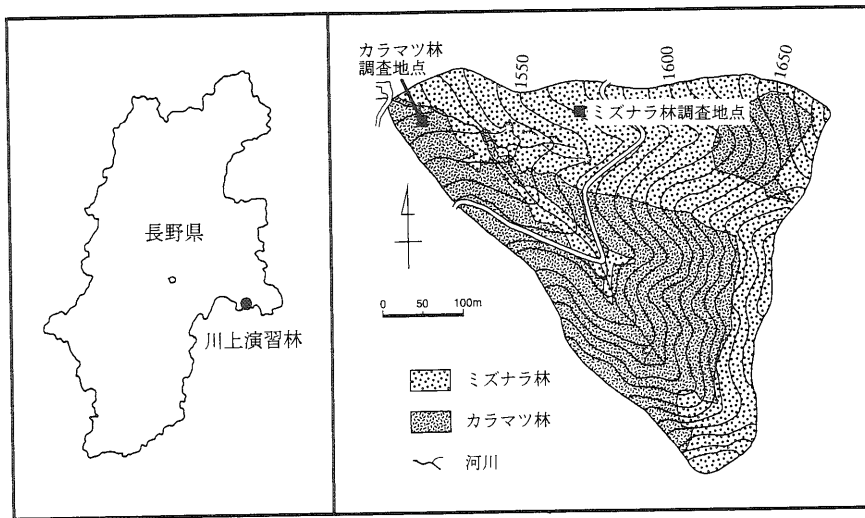 長野県
川上演習林
カラマツ林
調査地点
1550
1600
1650
ミズナラ林調査地点
0 50 100m
ミズナラ林
カラマツ林
河川